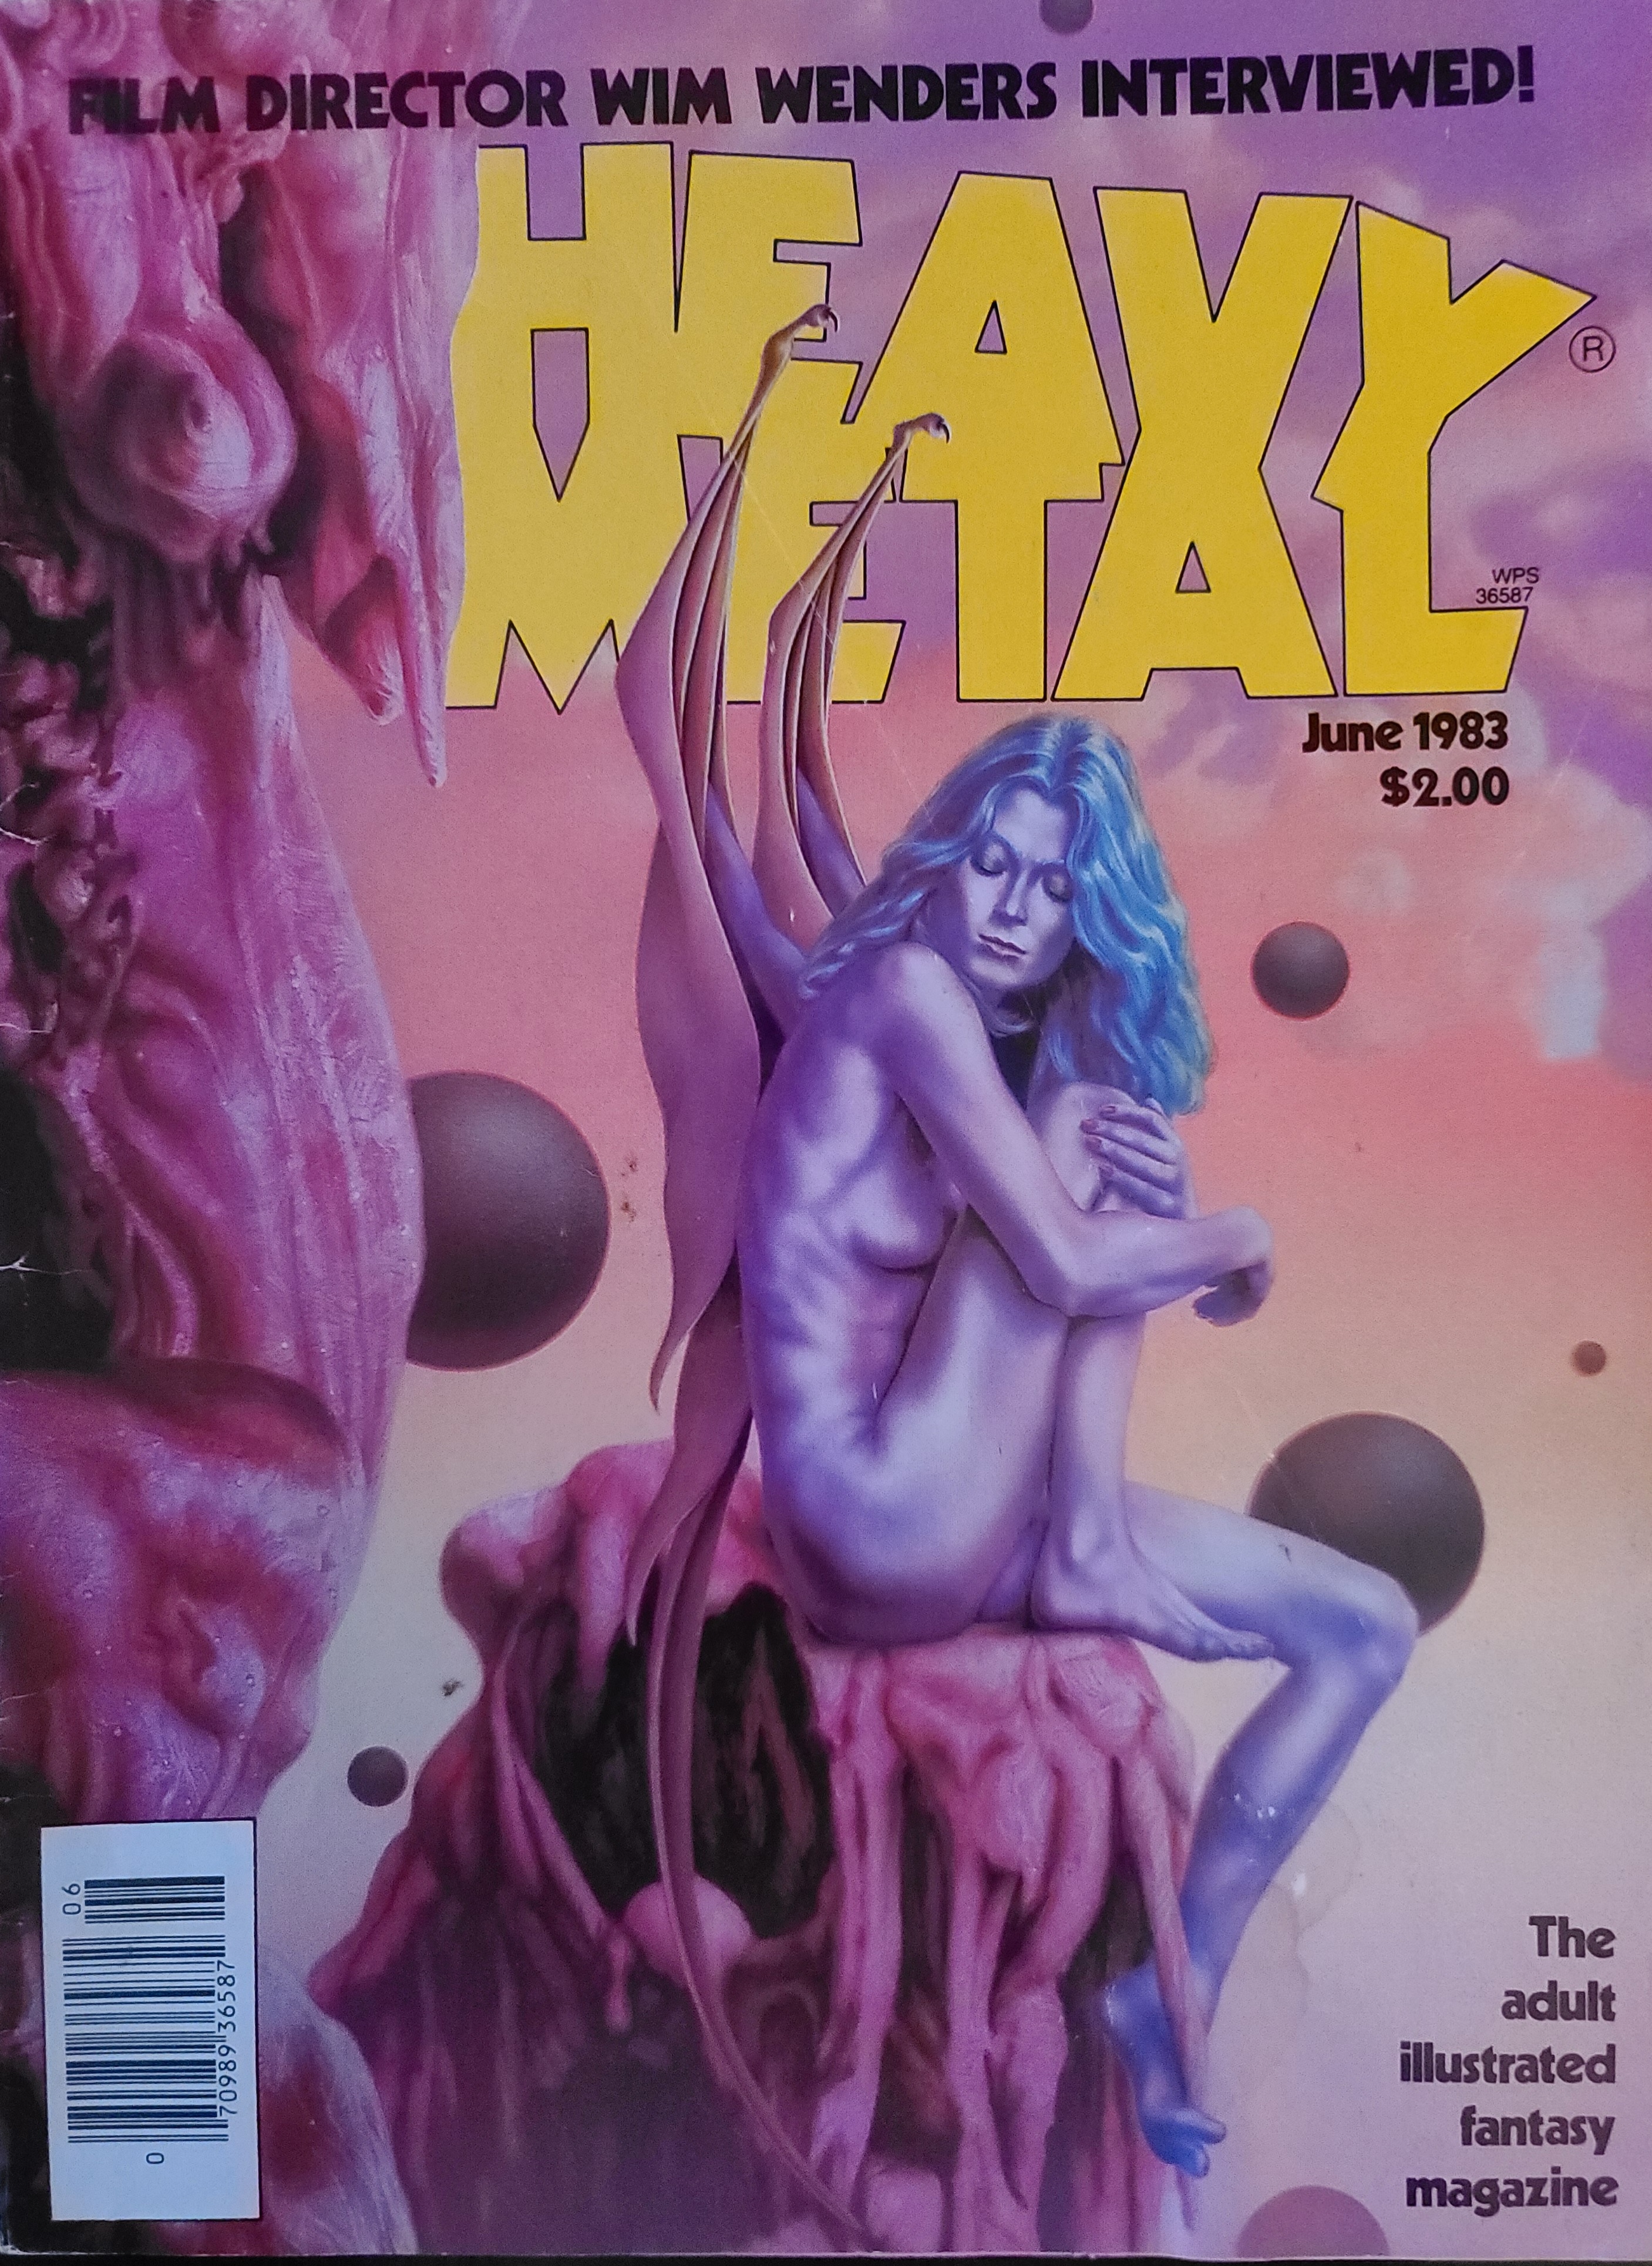 FILM DIRECTOR WIM WENDERS INTERVIEWED!
HEAVY
METAL
®
WPS
36587
June 1983
$2.00
06
70989 36587
0
The
adult
illustrated
fantasy
magazine